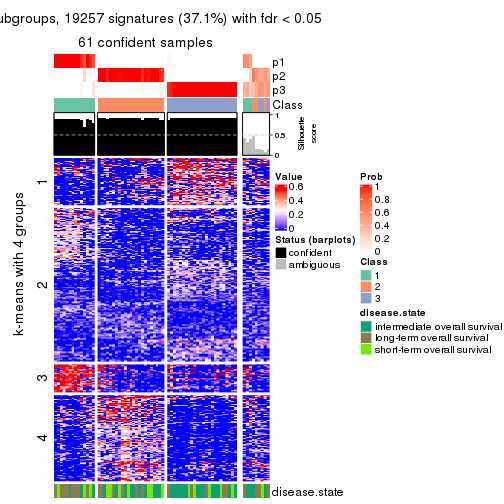 ubgroups, 19257 signatures (37.1%) with fdr < 0.05
61 confident samples
p1
p2
p3
Class
1
0.5
0
Silhouette
score
k-means with 4 groups
1
2
3
4
Value
0.6
0.4
0.2
0
Status (barplots)
confident
ambiguous
Prob
1
0.8
0.6
0.4
0.2
0
Class
1
2
3
disease.state
intermediate overall survival
long-term overall survival
short-term overall survival
disease.state